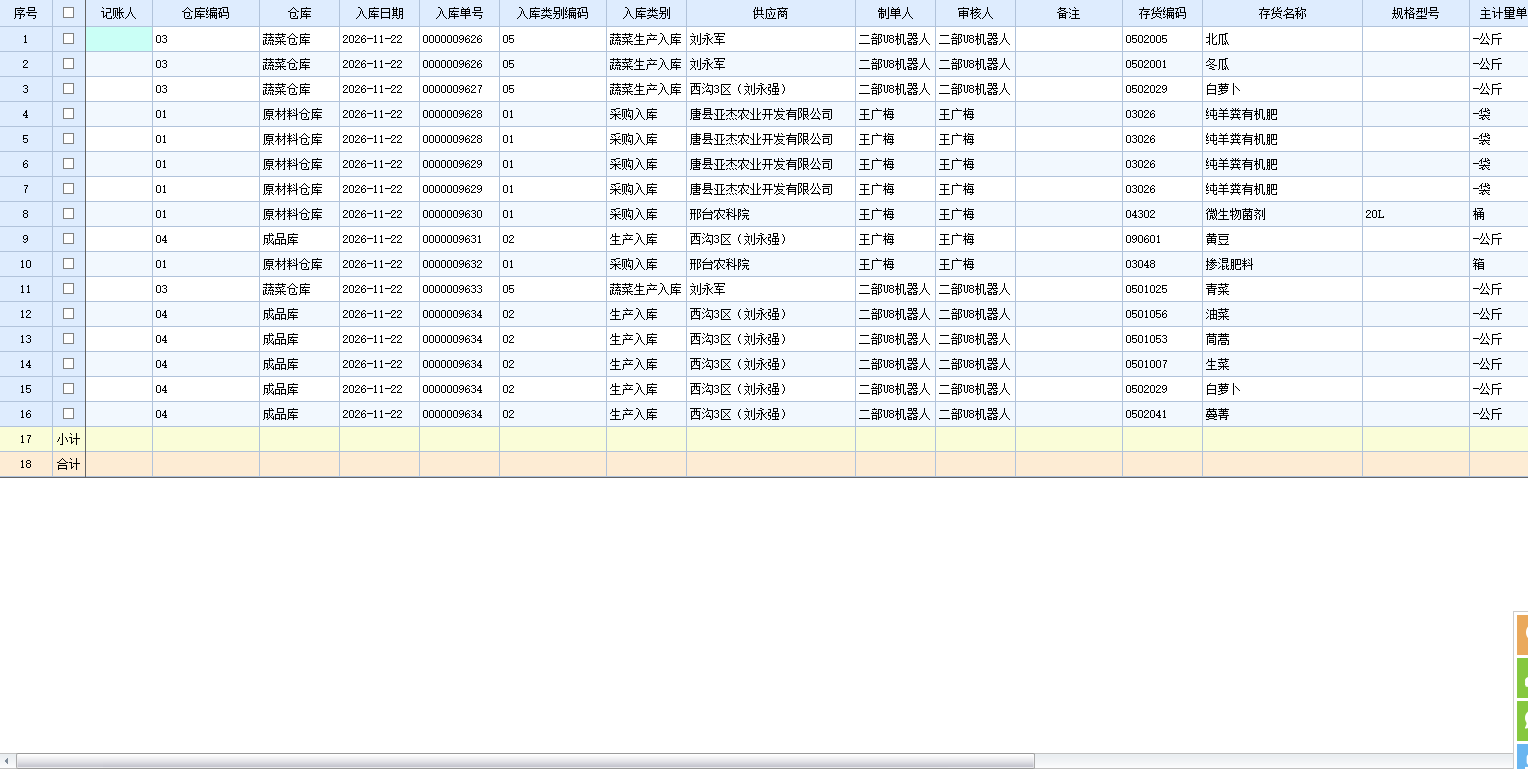 序号 记账人 仓库编码 仓库 入库日期 入库单号 入库类别编码 入库类别 供应商 制单人 审核人 备注 存货编码 存货名称 规格型号 主计量单
1 03 蔬菜仓库 2026-11-22 0000009626 05 蔬菜生产入库 刘永军 二部U8机器人 二部U8机器人 0502005 北瓜 -公斤
2 03 蔬菜仓库 2026-11-22 0000009626 05 蔬菜生产入库 刘永军 二部U8机器人 二部U8机器人 0502001 冬瓜 -公斤
3 03 蔬菜仓库 2026-11-22 0000009627 05 蔬菜生产入库 西沟3区（刘永强） 二部U8机器人 二部U8机器人 0502029 白萝卜 -公斤
4 01 原材料仓库 2026-11-22 0000009628 01 采购入库 唐县亚杰农业开发有限公司 王广梅 王广梅 03026 纯羊粪有机肥 -袋
5 01 原材料仓库 2026-11-22 0000009628 01 采购入库 唐县亚杰农业开发有限公司 王广梅 王广梅 03026 纯羊粪有机肥 -袋
6 01 原材料仓库 2026-11-22 0000009629 01 采购入库 唐县亚杰农业开发有限公司 王广梅 王广梅 03026 纯羊粪有机肥 -袋
7 01 原材料仓库 2026-11-22 0000009629 01 采购入库 唐县亚杰农业开发有限公司 王广梅 王广梅 03026 纯羊粪有机肥 -袋
8 01 原材料仓库 2026-11-22 0000009630 01 采购入库 邢台农科院 王广梅 王广梅 04302 微生物菌剂 20L 桶
9 04 成品库 2026-11-22 0000009631 02 生产入库 西沟3区（刘永强） 王广梅 王广梅 090601 黄豆 -公斤
10 01 原材料仓库 2026-11-22 0000009632 01 采购入库 邢台农科院 王广梅 王广梅 03048 掺混肥料 箱
11 03 蔬菜仓库 2026-11-22 0000009633 05 蔬菜生产入库 刘永军 二部U8机器人 二部U8机器人 0501025 青菜 -公斤
12 04 成品库 2026-11-22 0000009634 02 生产入库 西沟3区（刘永强） 二部U8机器人 二部U8机器人 0501056 油菜 -公斤
13 04 成品库 2026-11-22 0000009634 02 生产入库 西沟3区（刘永强） 二部U8机器人 二部U8机器人 0501053 茼蒿 -公斤
14 04 成品库 2026-11-22 0000009634 02 生产入库 西沟3区（刘永强） 二部U8机器人 二部U8机器人 0501007 生菜 -公斤
15 04 成品库 2026-11-22 0000009634 02 生产入库 西沟3区（刘永强） 二部U8机器人 二部U8机器人 0502029 白萝卜 -公斤
16 04 成品库 2026-11-22 0000009634 02 生产入库 西沟3区（刘永强） 二部U8机器人 二部U8机器人 0502041 蔓菁 -公斤
17 小计
18 合计